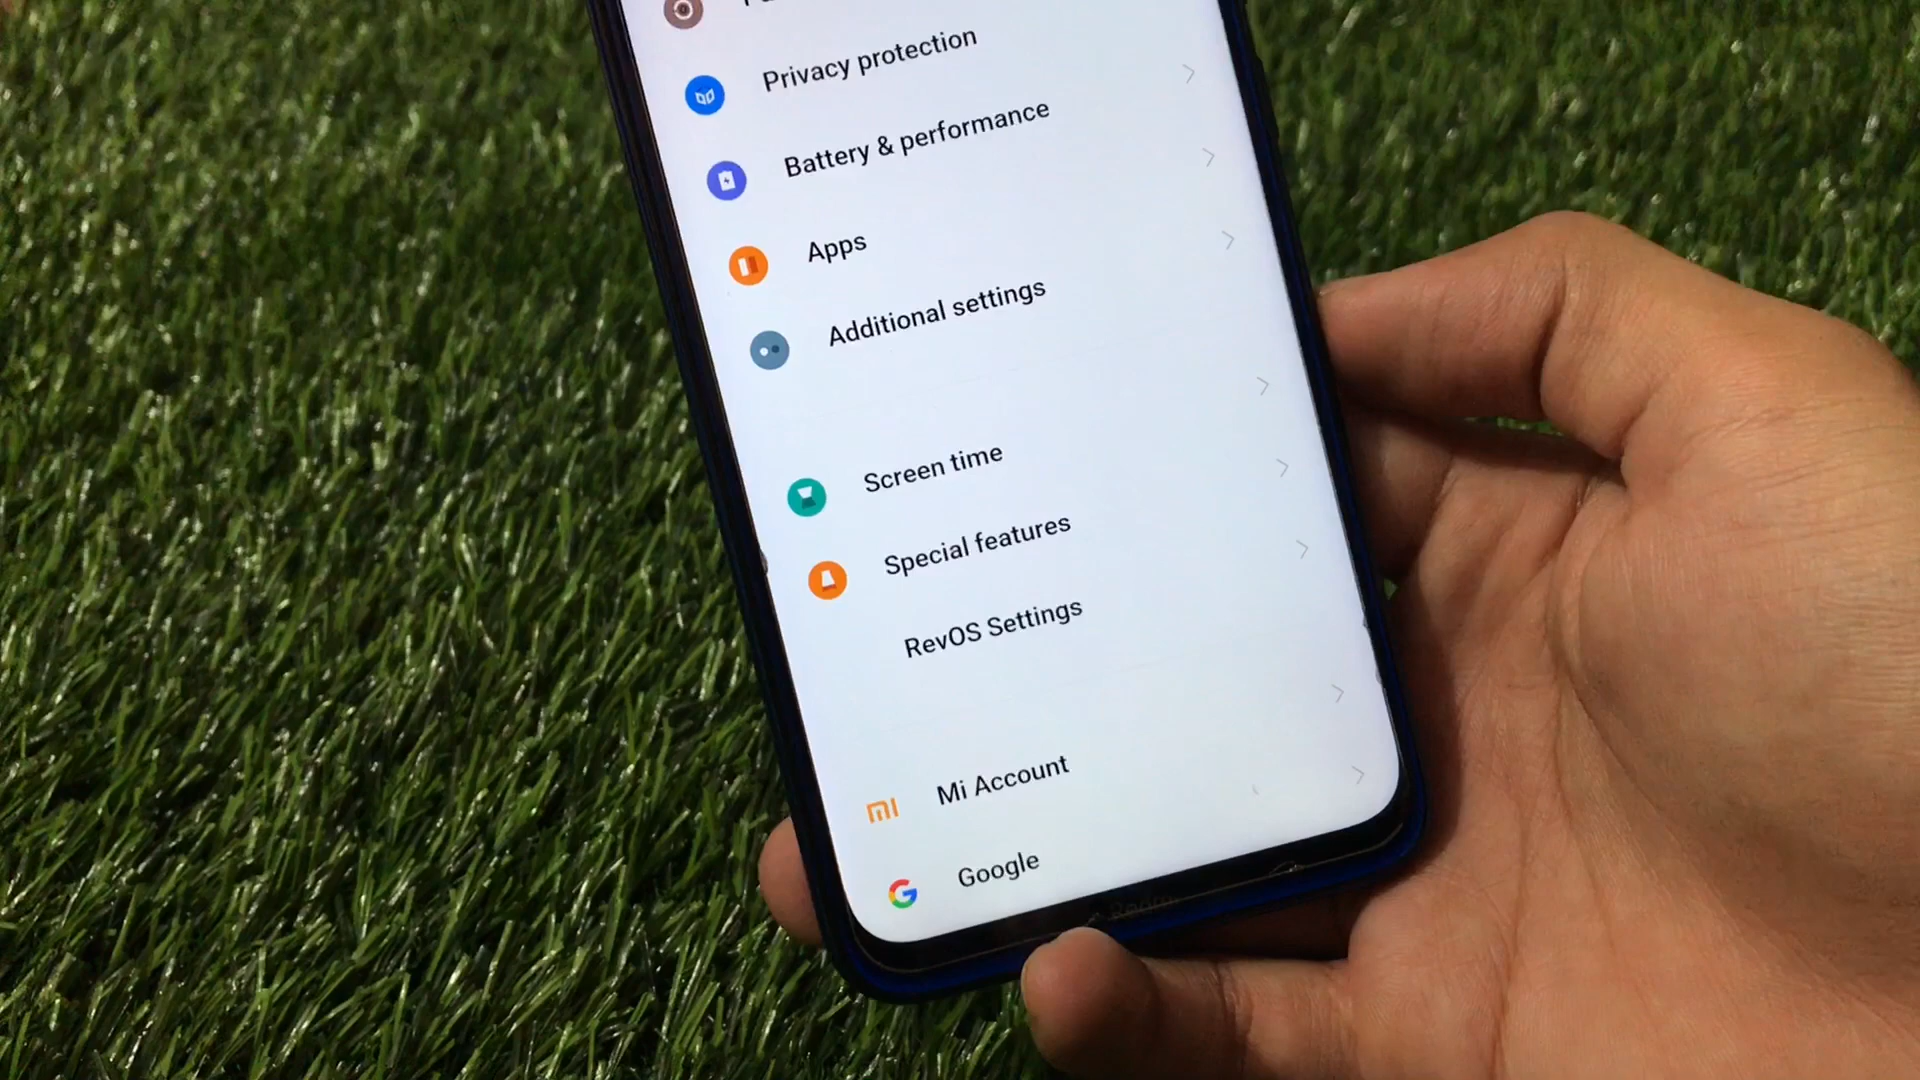 Privacy protection
Battery & performance
Apps
Additional settings
Screen time
Special features
RevOS Settings
Mi Account
Google